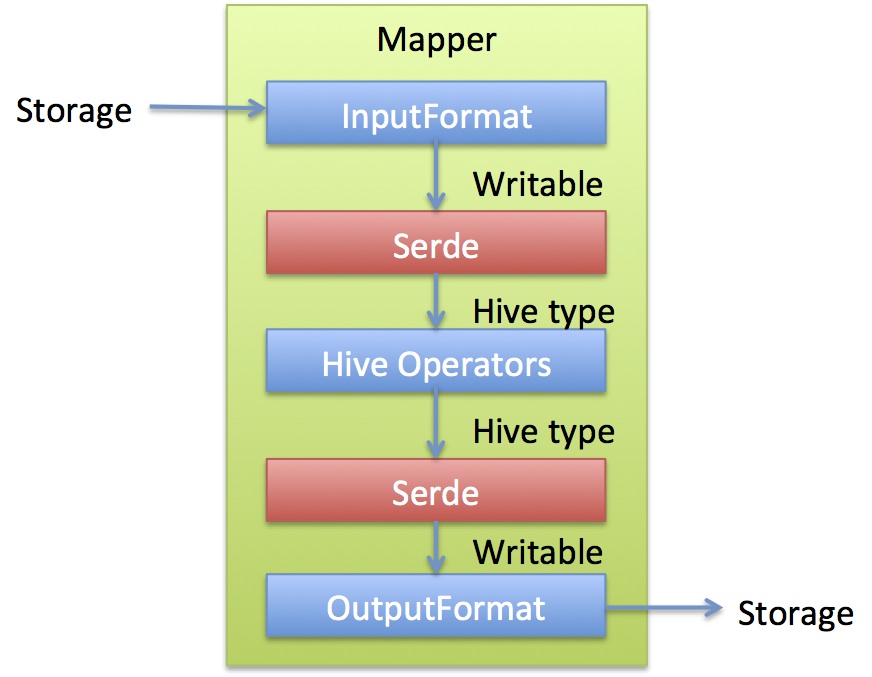 Mapper
Storage
InputFormat
Writable
Serde
Hive type
Hive Operators
Hive type
Serde
Writable
OutputFormat
Storage